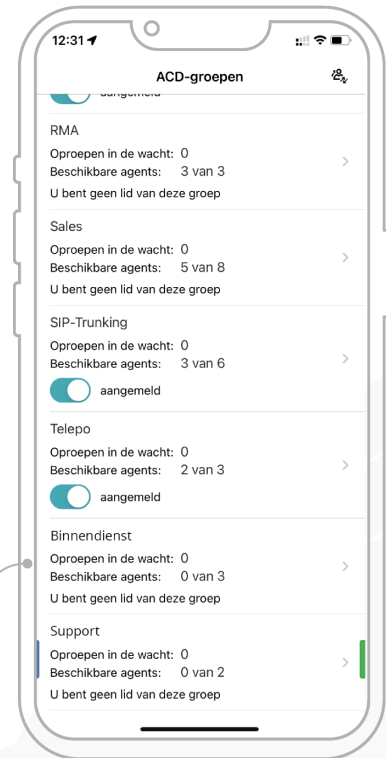 12:31
ACD-groepen
aangemeld
RMA
Oproepen in de wacht: 0
Beschikbare agents: 3 van 3
U bent geen lid van deze groep
Sales
Oproepen in de wacht: 0
Beschikbare agents: 5 van 8
U bent geen lid van deze groep
SIP-Trunking
Oproepen in de wacht: 0
Beschikbare agents: 3 van 6
aangemeld
Telepo
Oproepen in de wacht: 0
Beschikbare agents: 2 van 3
aangemeld
Binnendienst
Oproepen in de wacht: 0
Beschikbare agents: 0 van 3
U bent geen lid van deze groep
Support
Oproepen in de wacht: 0
Beschikbare agents: 0 van 2
U bent geen lid van deze groep